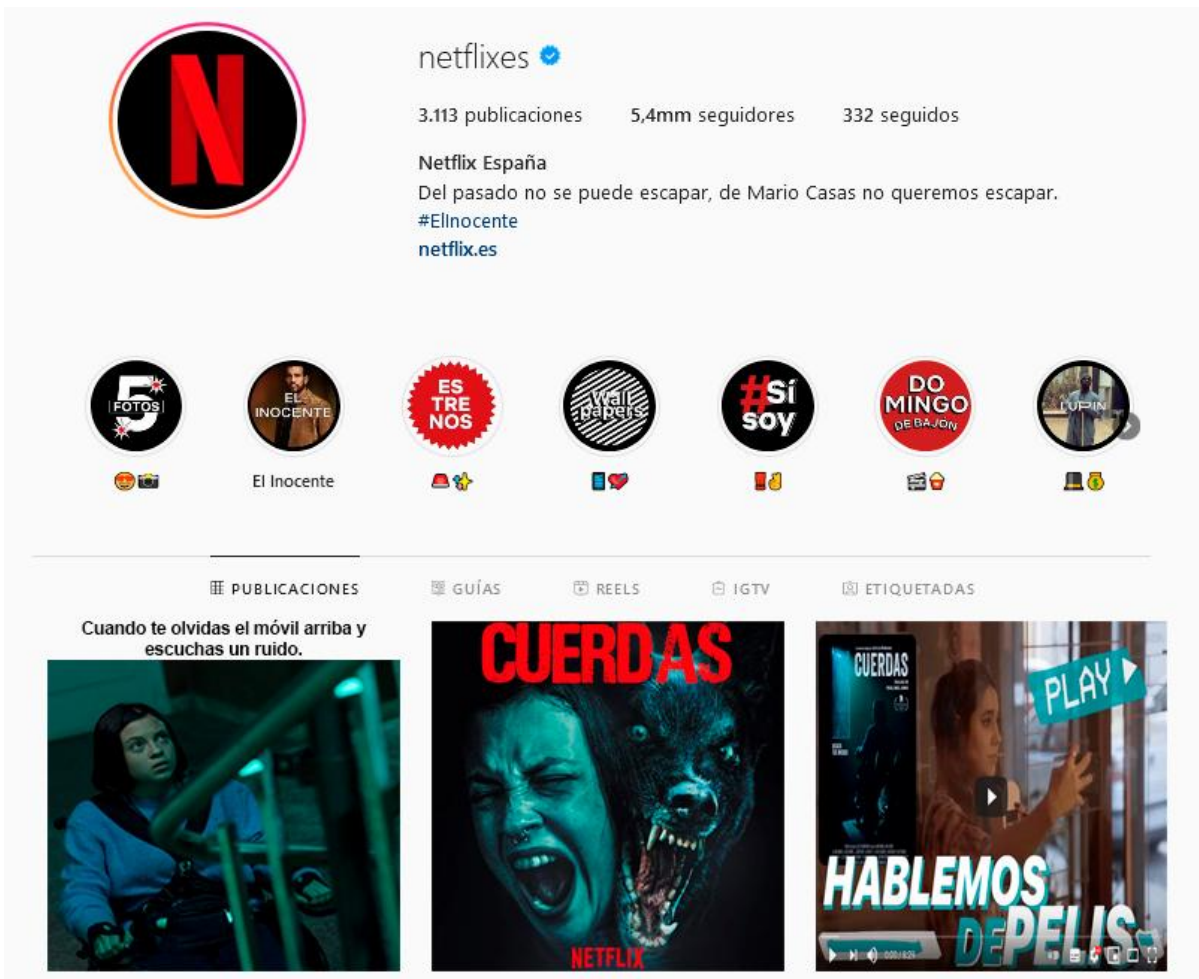 N
netflixes
3.113 publicaciones 5,4mm seguidores 332 seguidos
Netflix España
Del pasado no se puede escapar, de Mario Casas no queremos escapar.
#ElInocente
netflix.es
5
FOTOS
EL
INOCENTE
ES
TRE
NOS
Wall
papers
#Sí
soy
DO
MINGO
DE BAJÓN
LUPIN
El Inocente
PUBLICACIONES GUÍAS REELS IGTV ETIQUETADAS
Cuando te olvidas el móvil arriba y
escuchas un ruido.
CUERDAS
NETFLIX
CUERDAS
PLAY
HABLEMOS
DE PELIS